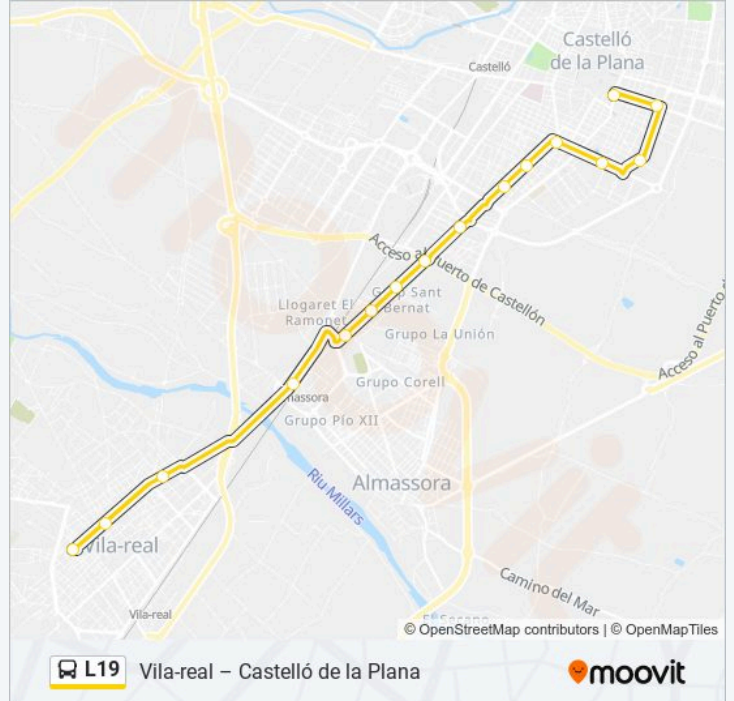 Castelló
de la Plana
Castelló
Acceso al Puerto de Castellón
Grupo Sant
Bernat
Llogaret El
Ramonet
Grupo La Unión
Acceso al Puerto
Grupo Corell
Grupo Pío XII
Almassora
Riu Millars
Vila-real
Camino del Mar
Vila-real
© OpenStreetMap contributors | © OpenMapTiles
L19 Vila-real – Castelló de la Plana
moovit